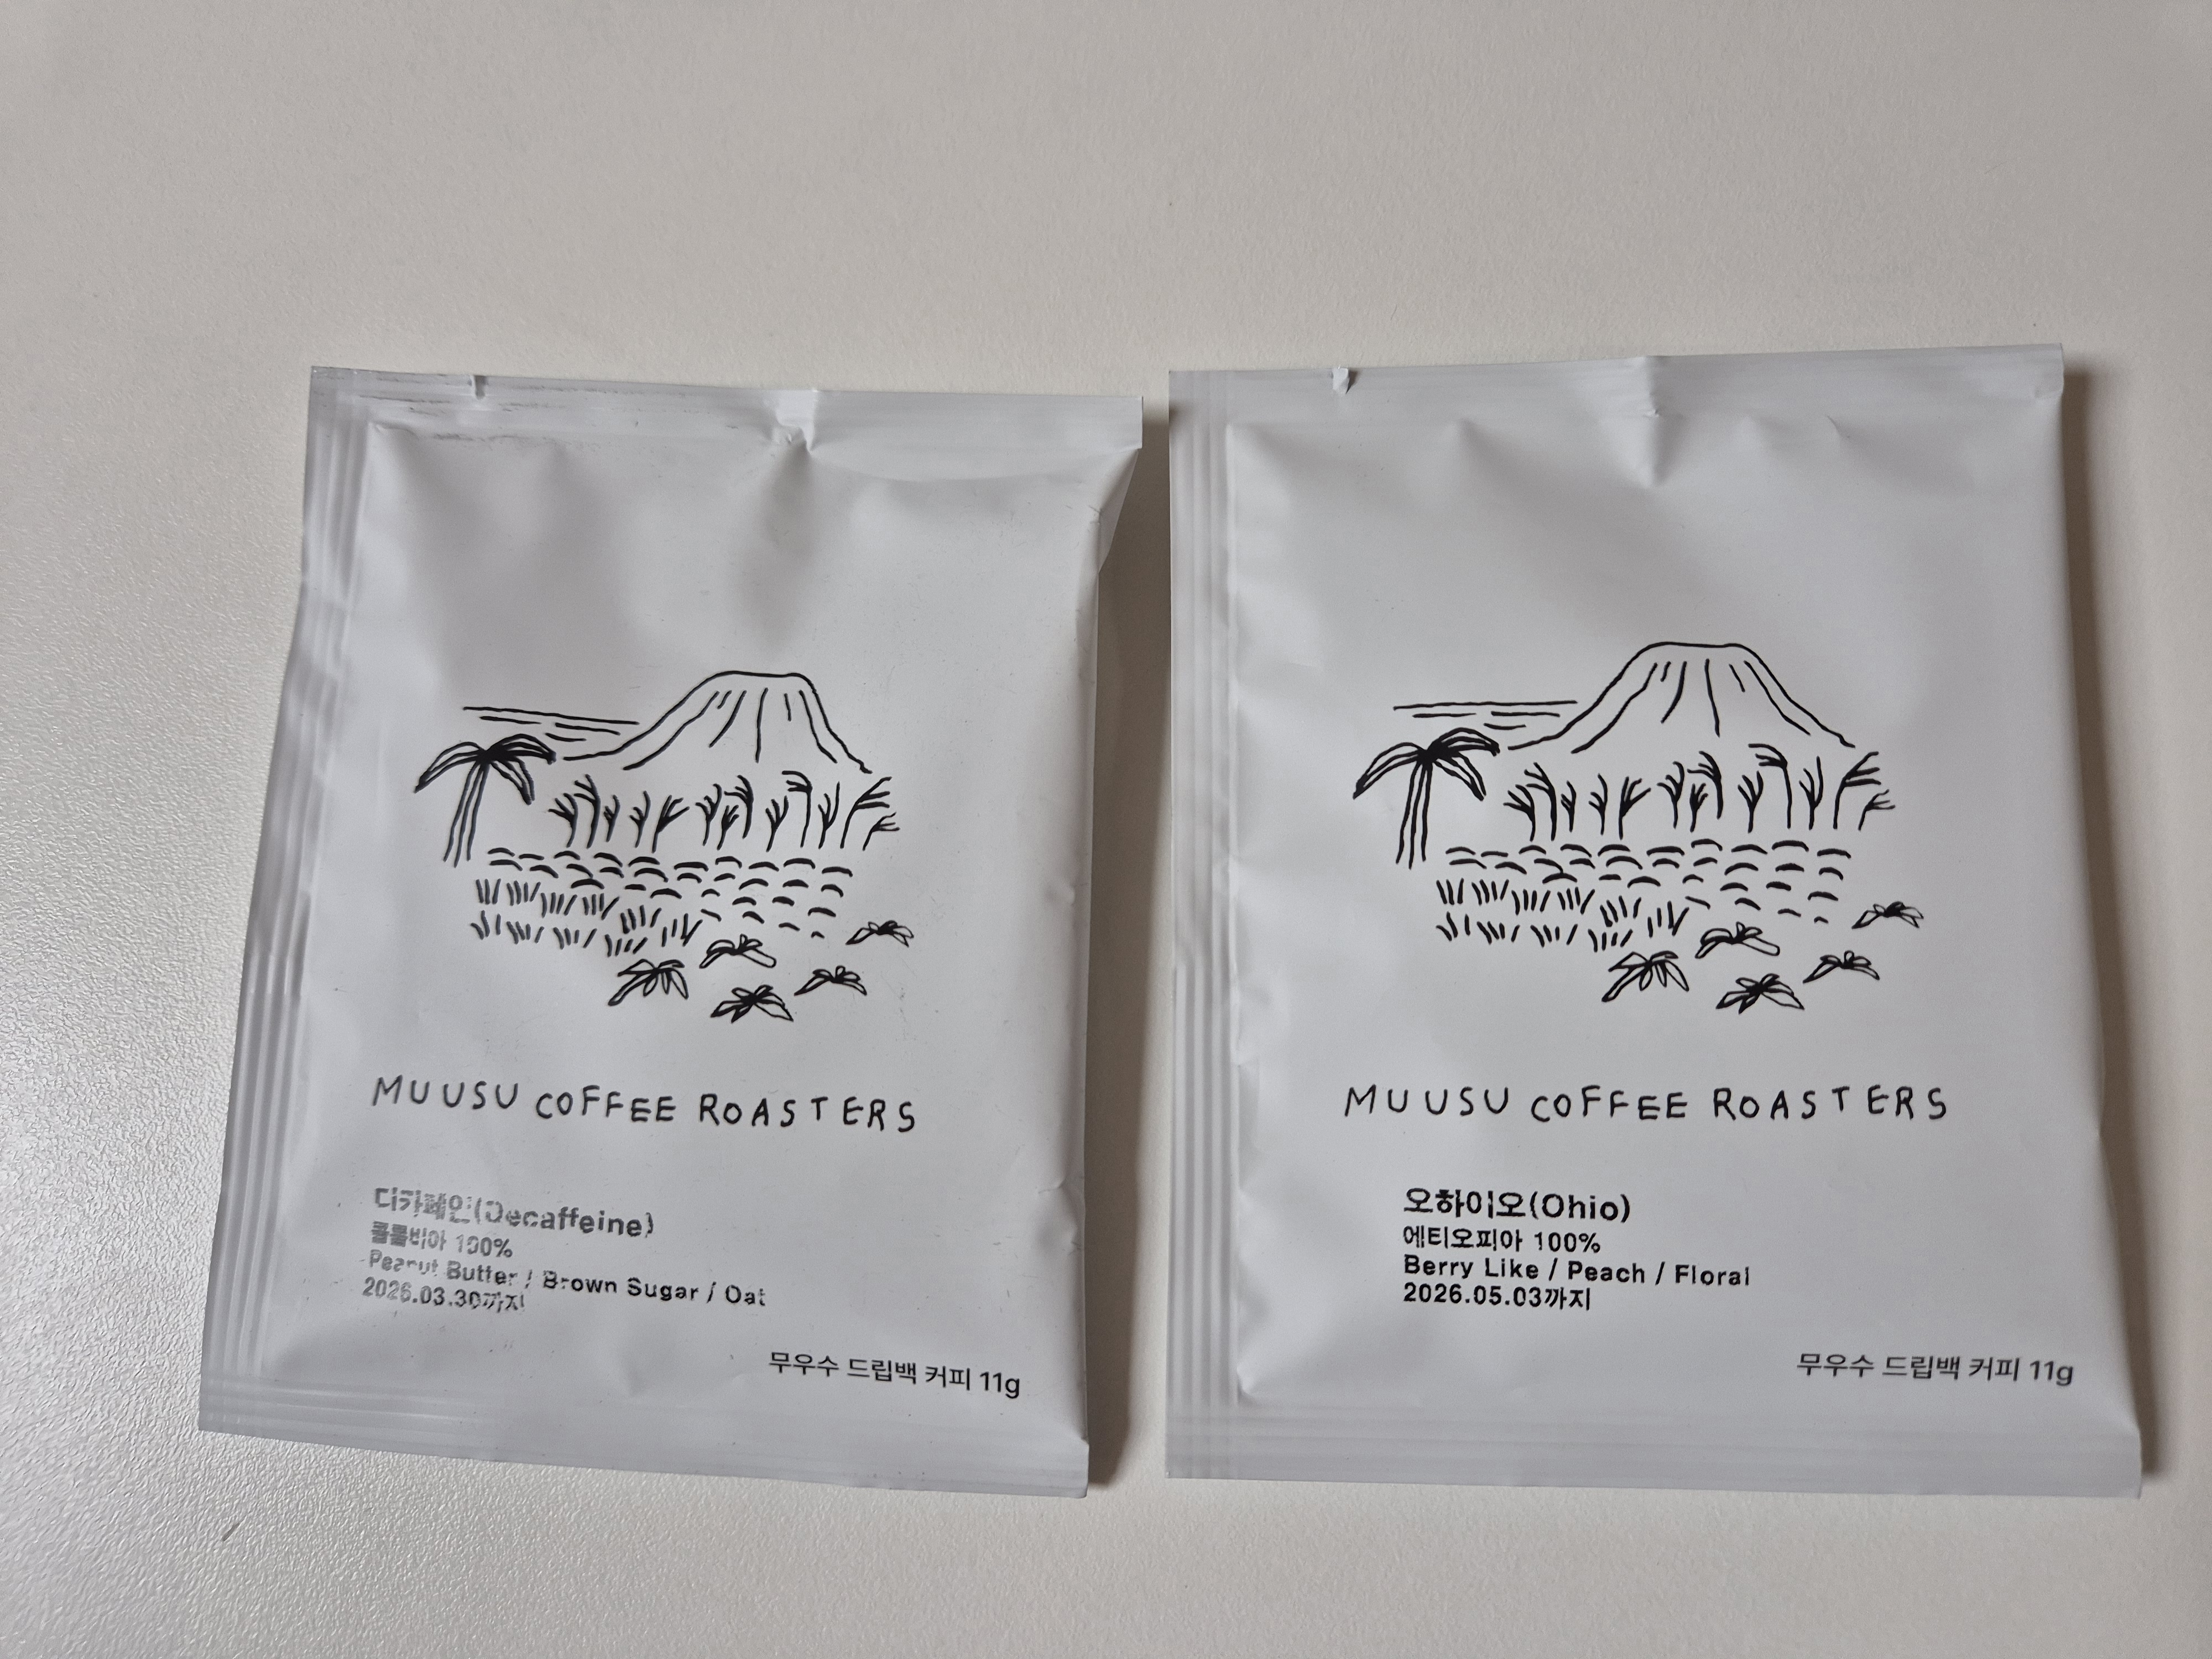 MUUSU COFFEE ROASTERS
디카페인(Decaffeine)
콜롬비아 100%
Peanut Butter / Brown Sugar / Oat
2026.03.30까지
무우수 드립백 커피 11g
MUUSU COFFEE ROASTERS
오하이오(Ohio)
에티오피아 100%
Berry Like / Peach / Floral
2026.05.03까지
무우수 드립백 커피 11g